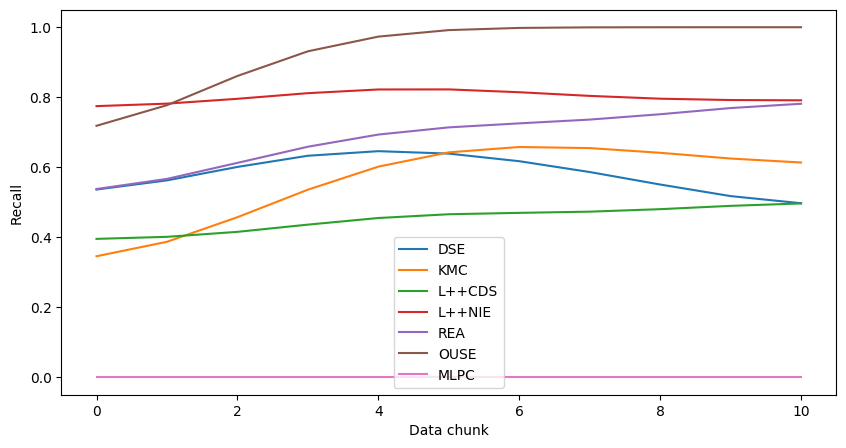 1.0
0.8
0.6
0.4
0.2
0.0
Recall
DSE
KMC
L++CDS
L++NIE
REA
OUSE
MLPC
0 2 4 6 8 10
Data chunk